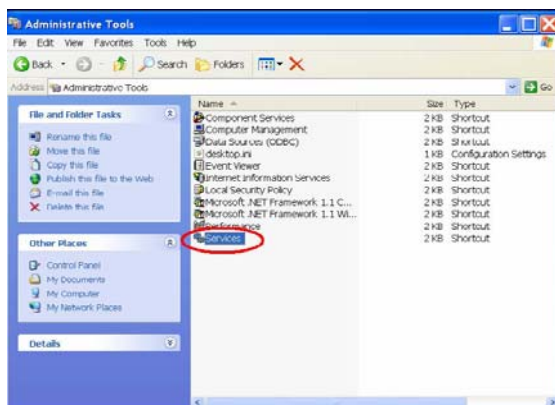 Administrative Tools
File Edit View Favorites Tools Help
Back Search Folders
Address Administrative Tools Go
File and Folder Tasks
Rename this file
Move this file
Copy this file
Publish this file to the Web
E-mail this file
Delete this file
Other Places
Control Panel
My Documents
My Computer
My Network Places
Details
Name Size Type
Component Services 2 KB Shortcut
Computer Management 2 KB Shortcut
Data Sources (ODBC) 2 KB Shortcut
desktop.ini 1 KB Configuration Settings
Event Viewer 2 KB Shortcut
Internet Information Services 2 KB Shortcut
Local Security Policy 2 KB Shortcut
Microsoft .NET Framework 1.1 C... 2 KB Shortcut
Microsoft .NET Framework 1.1 Wi... 2 KB Shortcut
Performance 2 KB Shortcut
Services 2 KB Shortcut